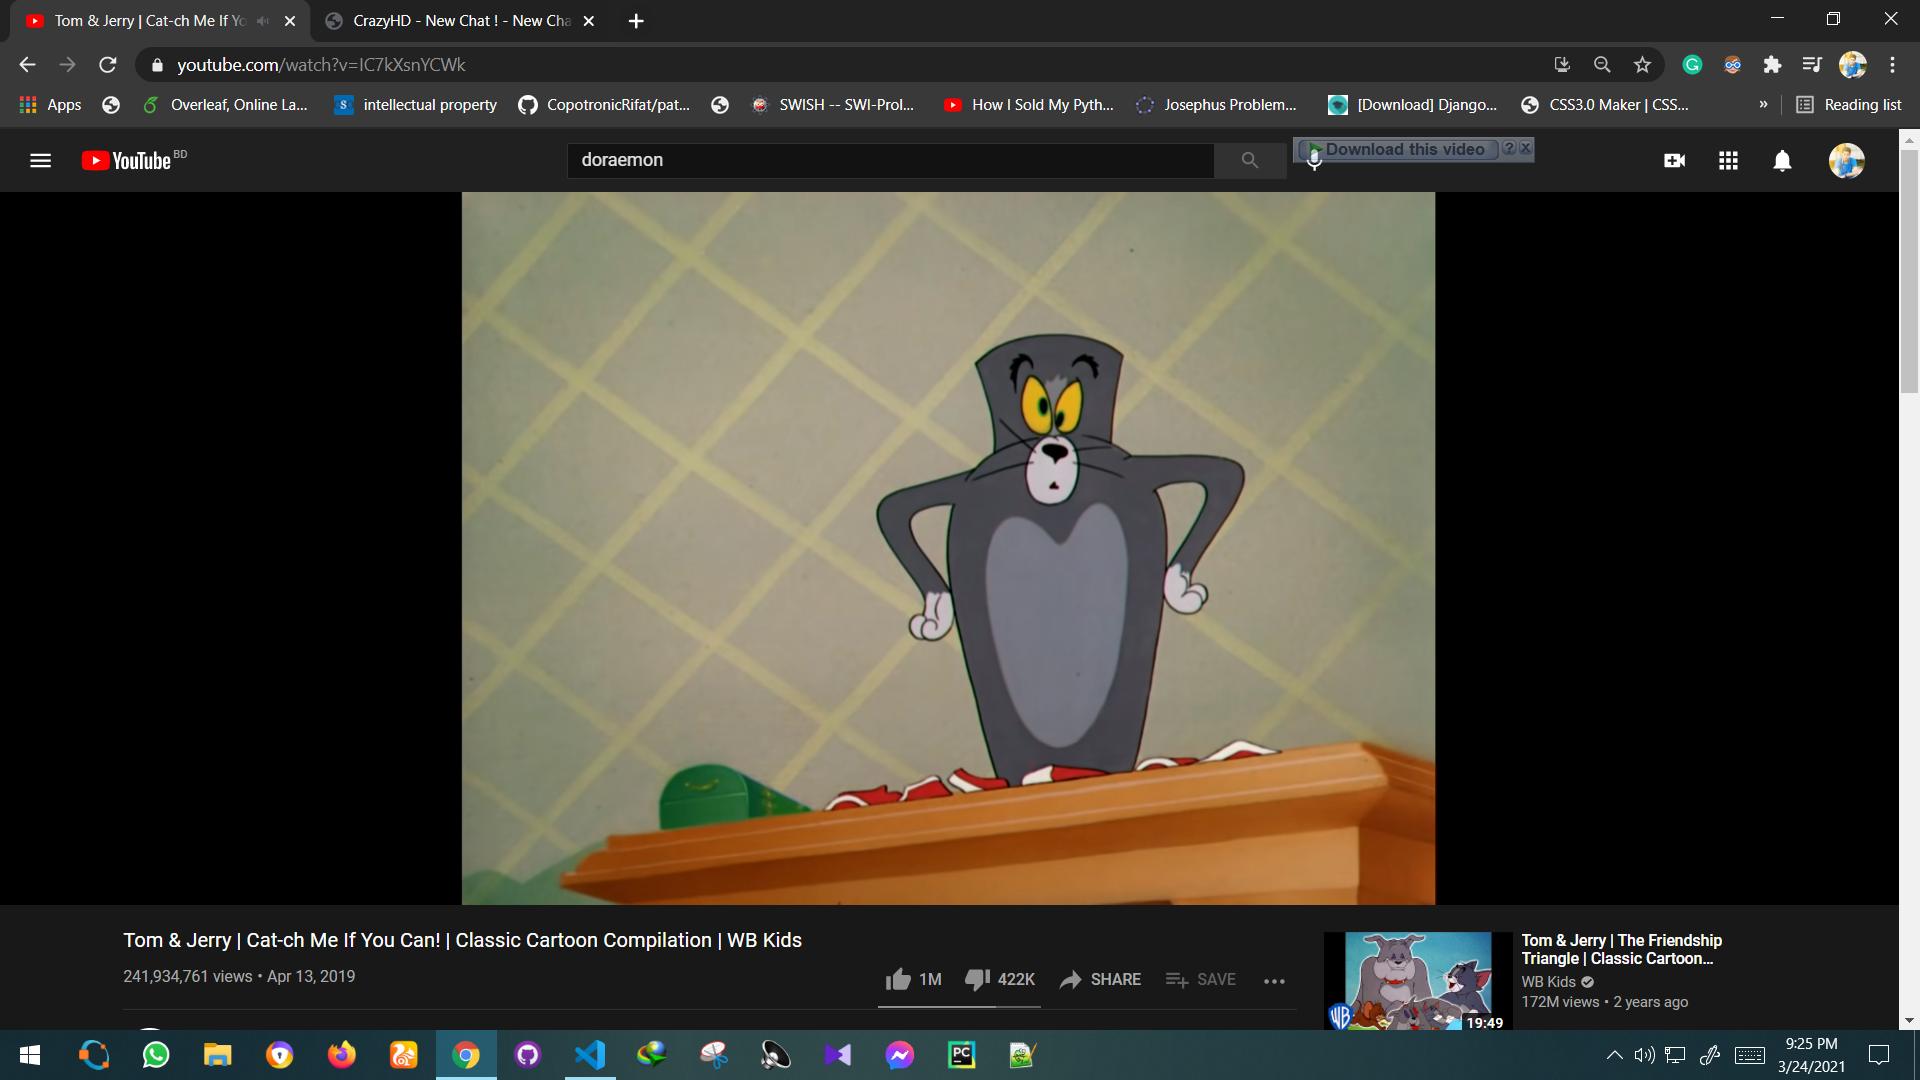 Tom & Jerry | Cat-ch Me If Yo
CrazyHD - New Chat ! - New Cha
youtube.com/watch?v=IC7kXsnYCWk
Apps
Overleaf, Online La...
intellectual property
CopotronicRifat/pat...
SWISH -- SWI-Prol...
How I Sold My Pyth...
Josephus Problem...
[Download] Django...
CSS3.0 Maker | CSS...
»
Reading list
YouTube BD
doraemon
Download this video
Tom & Jerry | Cat-ch Me If You Can! | Classic Cartoon Compilation | WB Kids
241,934,761 views • Apr 13, 2019
1M
422K
SHARE
SAVE
Tom & Jerry | The Friendship
Triangle | Classic Cartoon...
WB Kids
172M views • 2 years ago
WB
19:49
PC
9:25 PM
3/24/2021